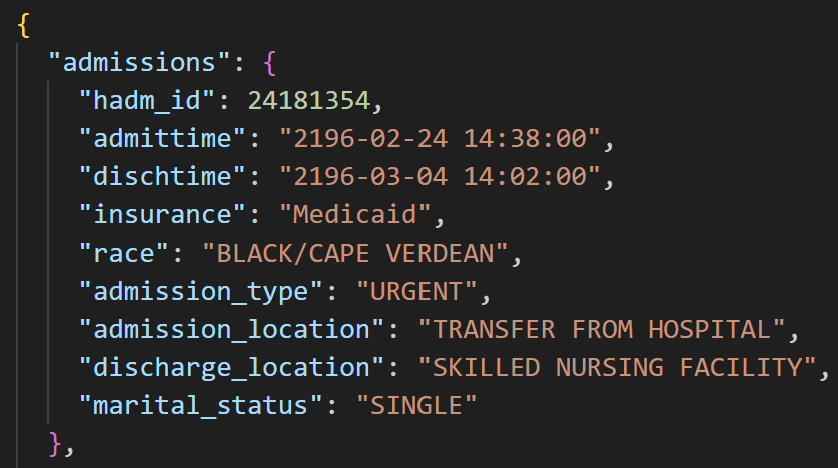 {
"admissions": {
"hadm_id": 24181354,
"admittime": "2196-02-24 14:38:00",
"dischtime": "2196-03-04 14:02:00",
"insurance": "Medicaid",
"race": "BLACK/CAPE VERDEAN",
"admission_type": "URGENT",
"admission_location": "TRANSFER FROM HOSPITAL",
"discharge_location": "SKILLED NURSING FACILITY",
"marital_status": "SINGLE"
},